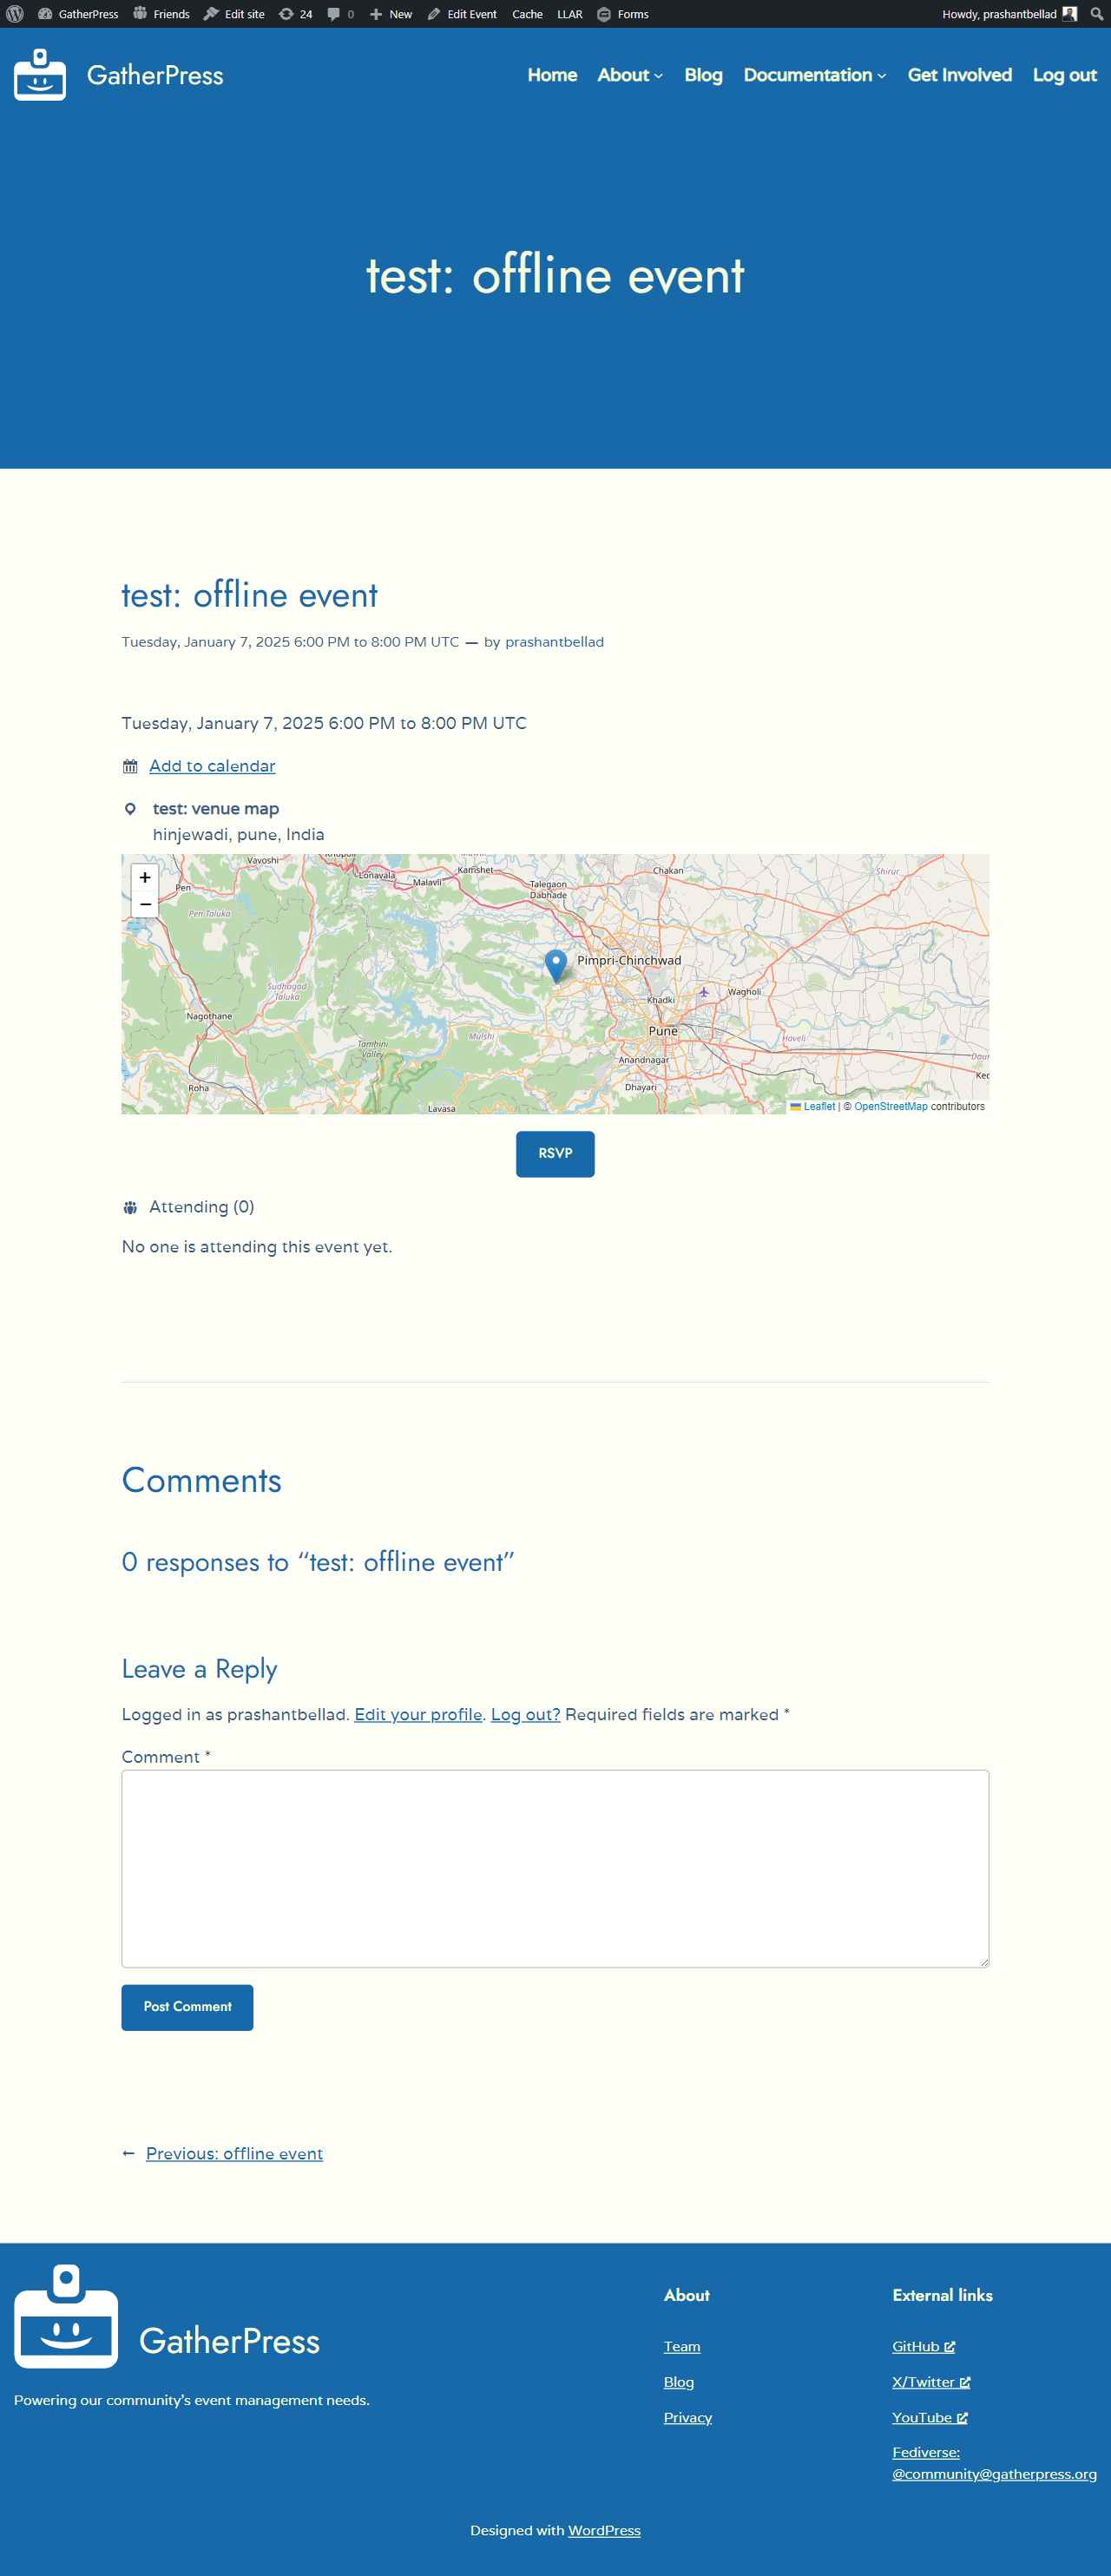 GatherPress Friends Edit site 24 0 New Edit Event Cache LLAR Forms Howdy, prashantbellad
GatherPress Home About Blog Documentation Get Involved Log out
test: offline event
test: offline event
Tuesday, January 7, 2025 6:00 PM to 8:00 PM UTC — by prashantbellad
Tuesday, January 7, 2025 6:00 PM to 8:00 PM UTC
Add to calendar
test: venue map
hinjewadi, pune, India
+
−
Vavoshi
Lonavala
Kamshet
Malavli
Talegaon
Dabhade
Chakan
Shirur
Pen
Pen Taluka
Pimpri-Chinchwad
Sudhagad
Taluka
Khadki
Wagholi
Nagothane
Pune
Mulshi
Haveli
Tamhini
Valley
Anandnagar
Roha
Dhayari
Lavasa
Leaflet | © OpenStreetMap contributors
RSVP
Attending (0)
No one is attending this event yet.
Comments
0 responses to “test: offline event”
Leave a Reply
Logged in as prashantbellad. Edit your profile. Log out? Required fields are marked *
Comment *
Post Comment
← Previous: offline event
GatherPress
Powering our community’s event management needs.
About
Team
Blog
Privacy
External links
GitHub
X/Twitter
YouTube
Fediverse:
@community@gatherpress.org
Designed with WordPress